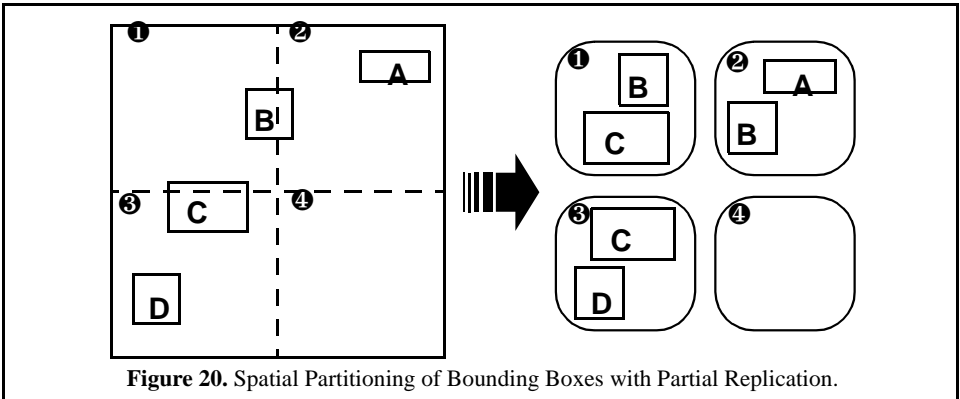 ❶ ❷
A
B
❸ ❹
C
D
❶
B
C
❷
A
B
❸
C
D
❹
Figure 20. Spatial Partitioning of Bounding Boxes with Partial Replication.